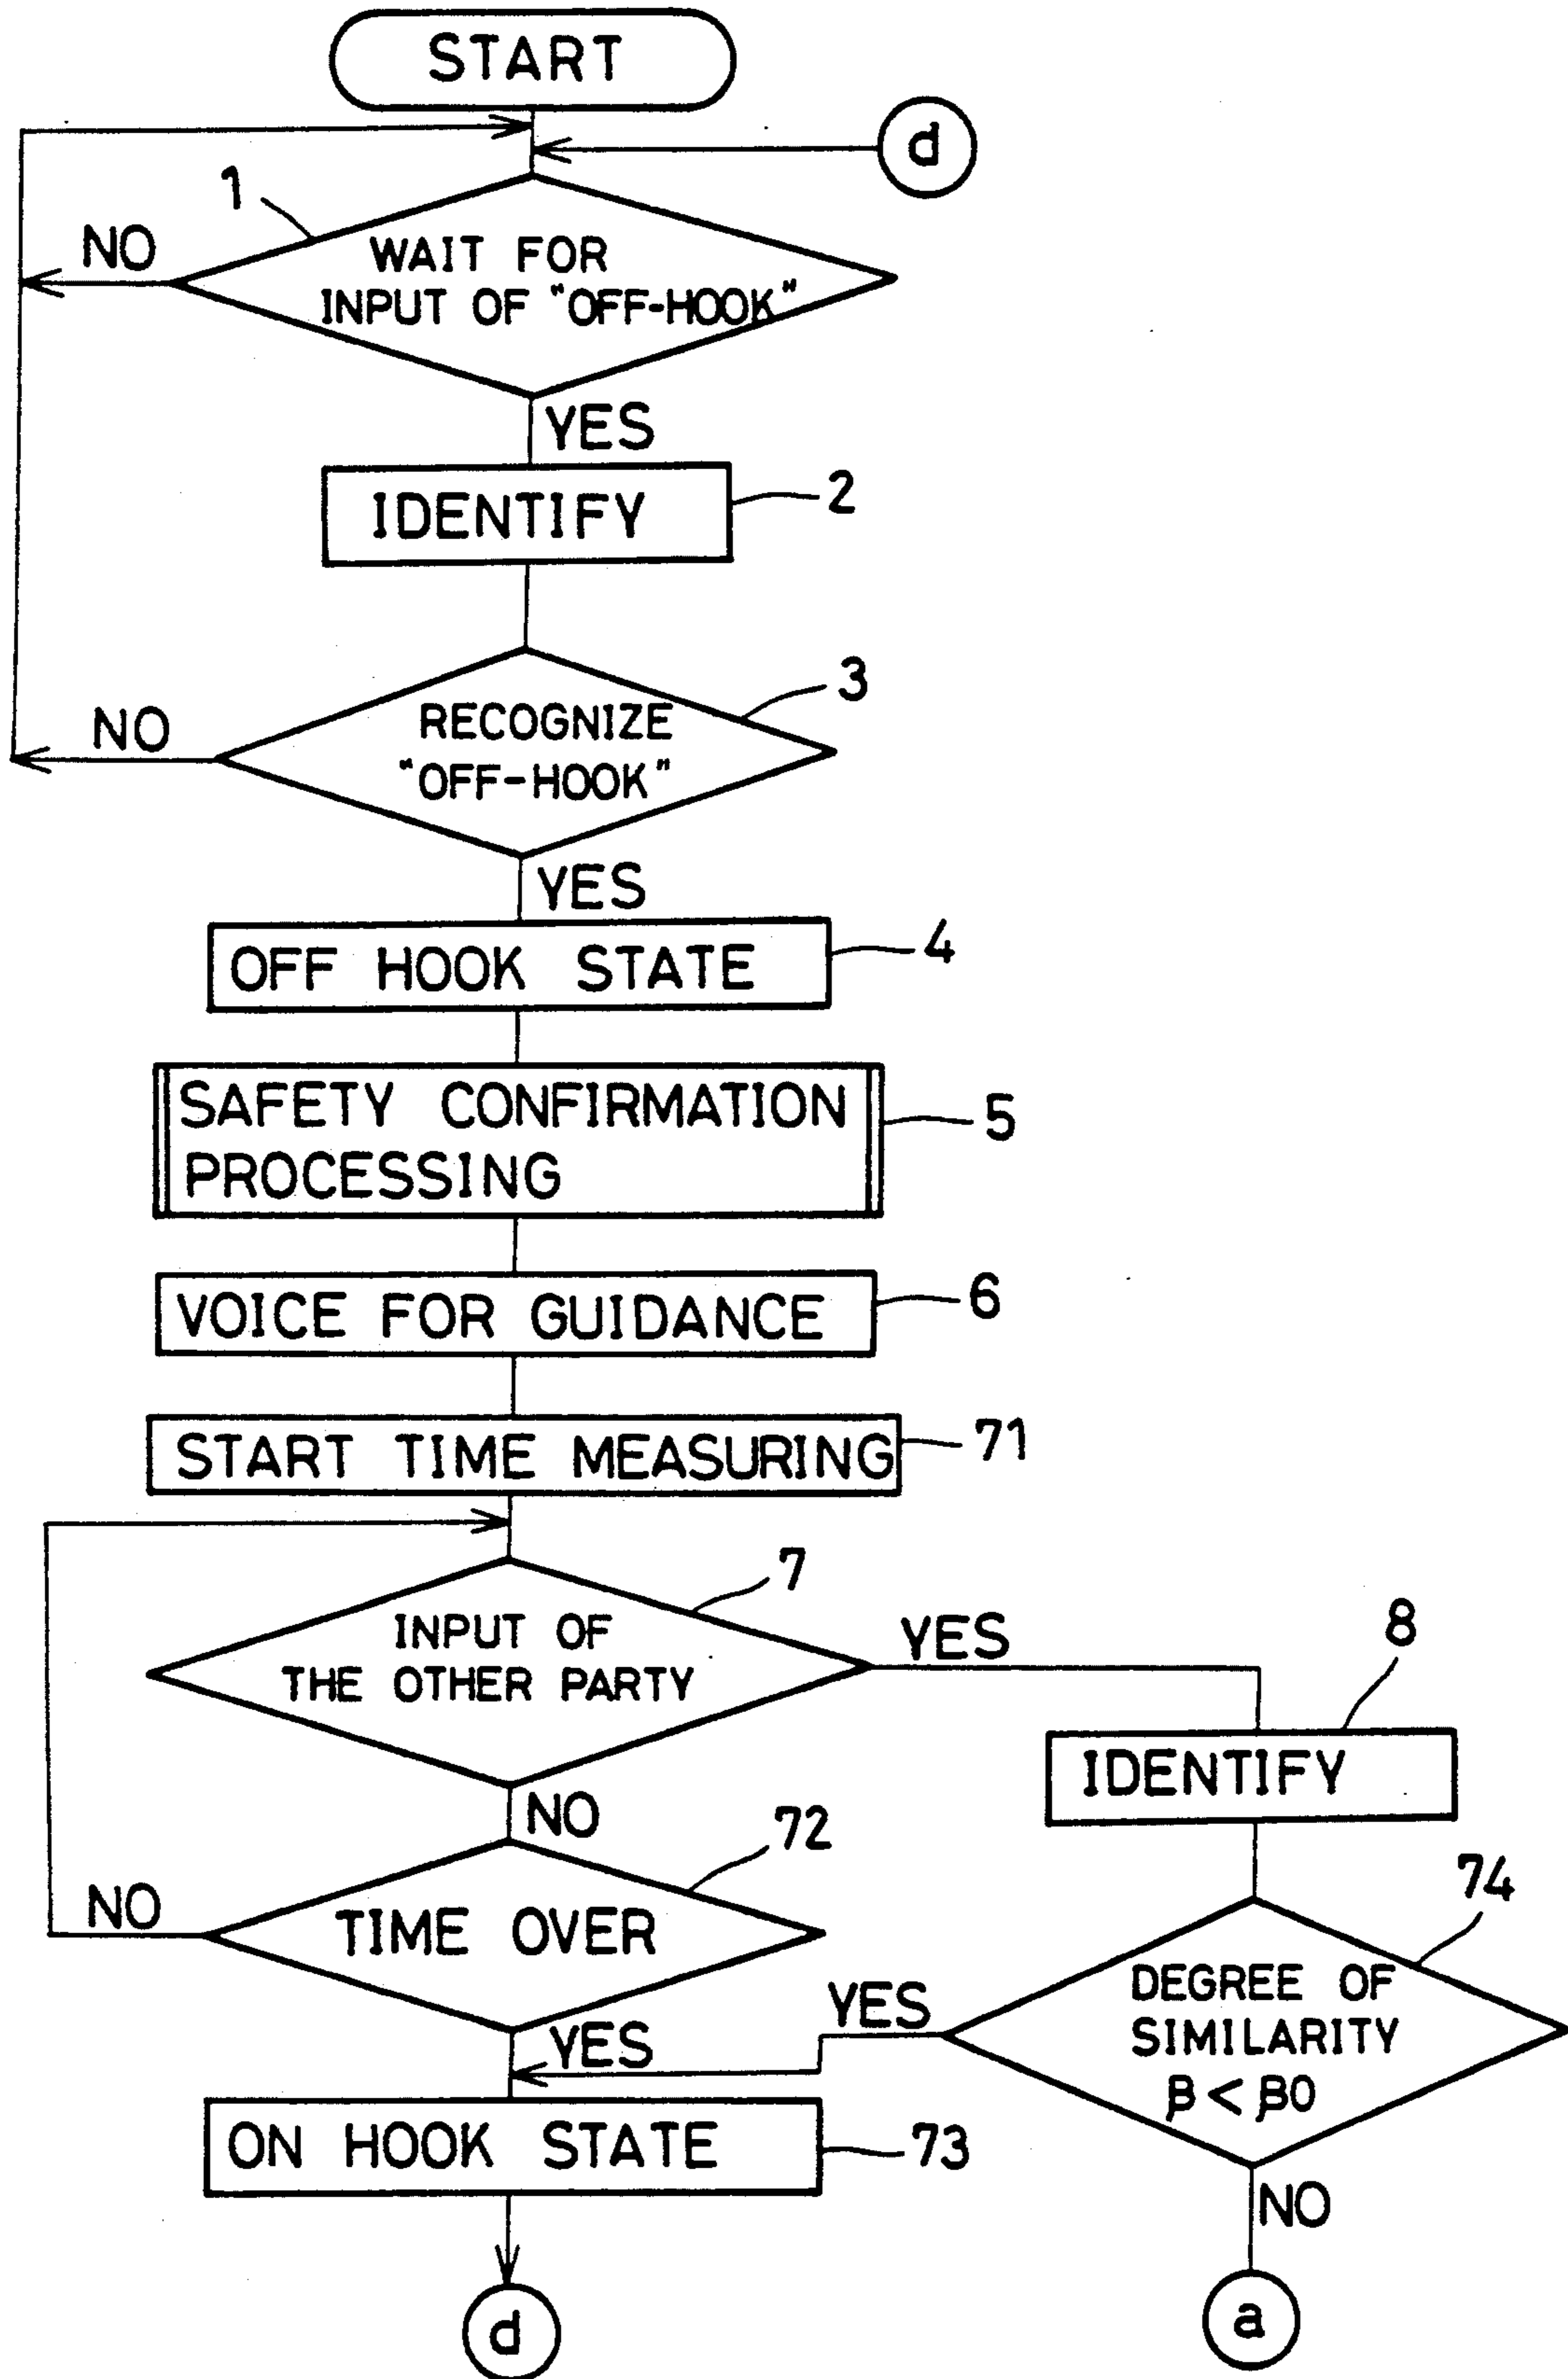 START
d
1
NO
WAIT FOR
INPUT OF "OFF-HOOK"
YES
IDENTIFY
2
3
RECOGNIZE
"OFF-HOOK"
NO
YES
OFF HOOK STATE
4
SAFETY CONFIRMATION
PROCESSING
5
VOICE FOR GUIDANCE
6
START TIME MEASURING
71
7
INPUT OF
THE OTHER PARTY
YES
8
IDENTIFY
NO
72
NO
TIME OVER
74
DEGREE OF
SIMILARITY
β < β0
YES
YES
ON HOOK STATE
73
NO
d
a